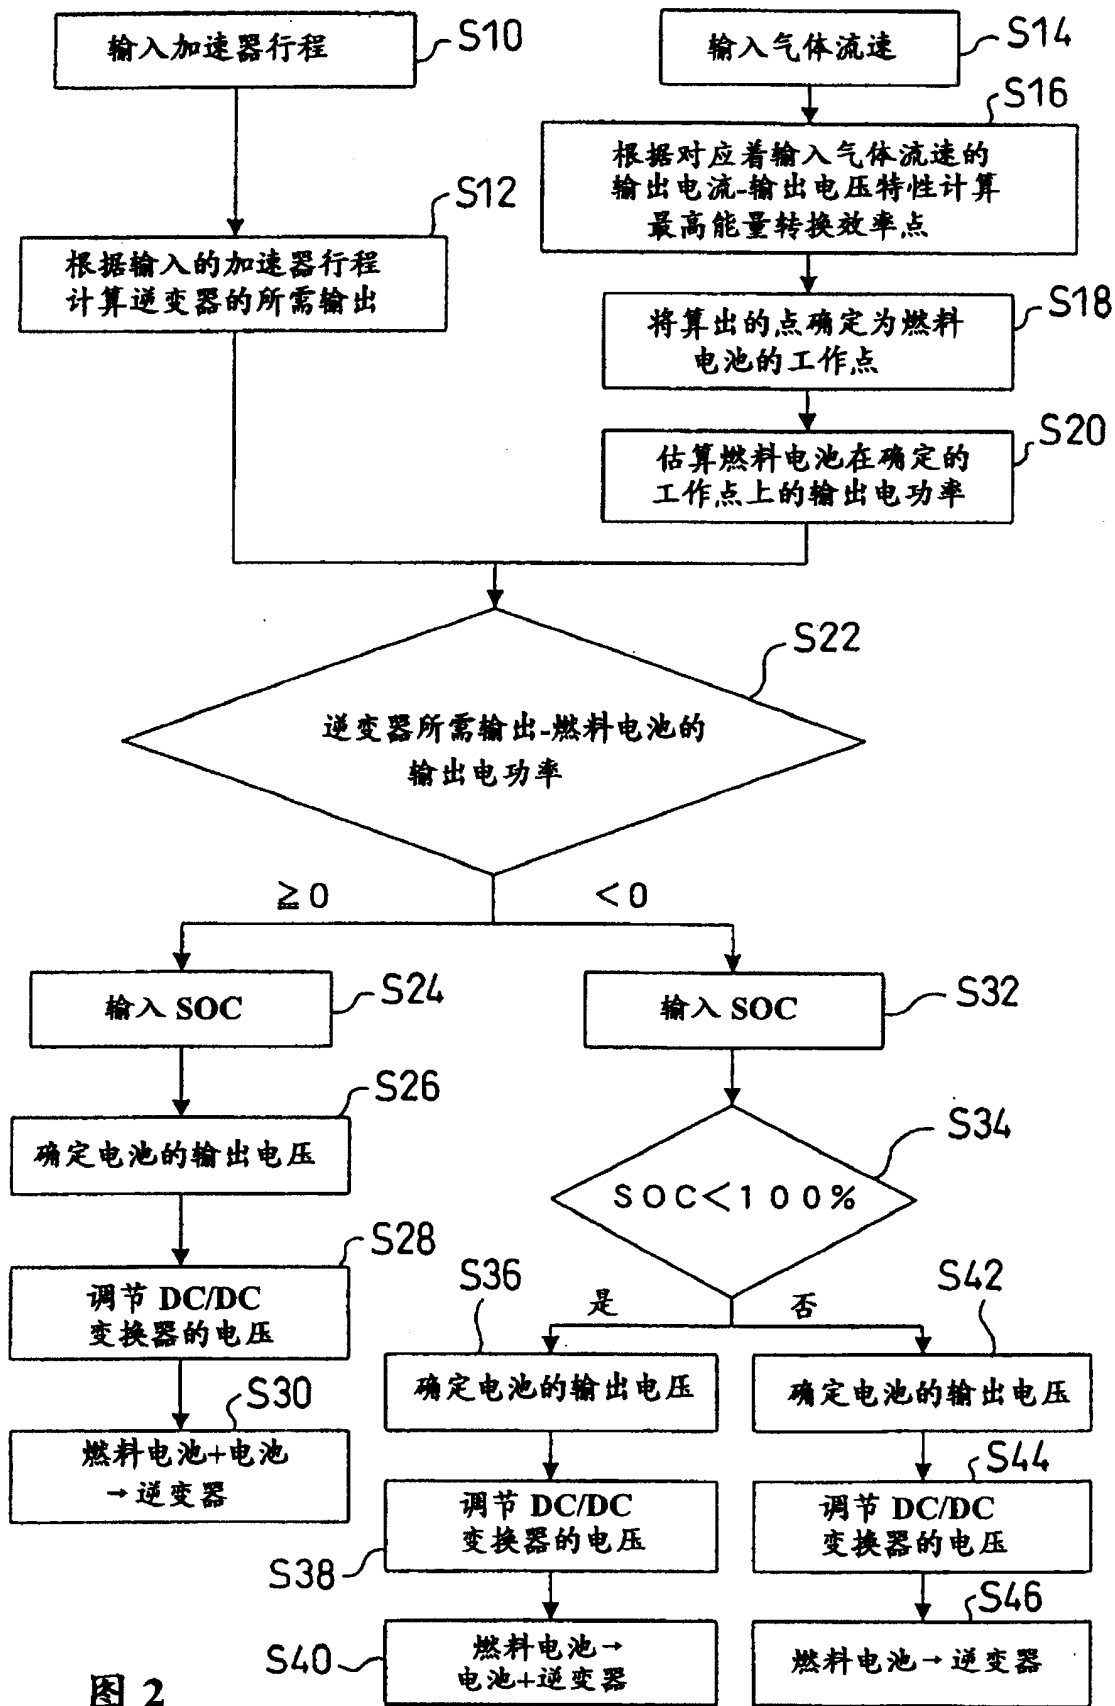 输入加速器行程
S10
输入气体流速
S14
S16
根据对应着输入气体流速的
输出电流-输出电压特性计算
最高能量转换效率点
S12
根据输入的加速器行程
计算逆变器的所需输出
S18
将算出的点确定为燃料
电池的工作点
S20
估算燃料电池在确定的
工作点上的输出电功率
S22
逆变器所需输出-燃料电池的
输出电功率
≧0
<0
输入 SOC
S24
输入 SOC
S32
S26
确定电池的输出电压
S34
SOC<100%
S28
调节 DC/DC
变换器的电压
S36
是
否
S42
确定电池的输出电压
确定电池的输出电压
S30
燃料电池+电池
→逆变器
S44
调节 DC/DC
变换器的电压
S38
调节 DC/DC
变换器的电压
S46
S40
燃料电池→
电池+逆变器
燃料电池→逆变器
图 2